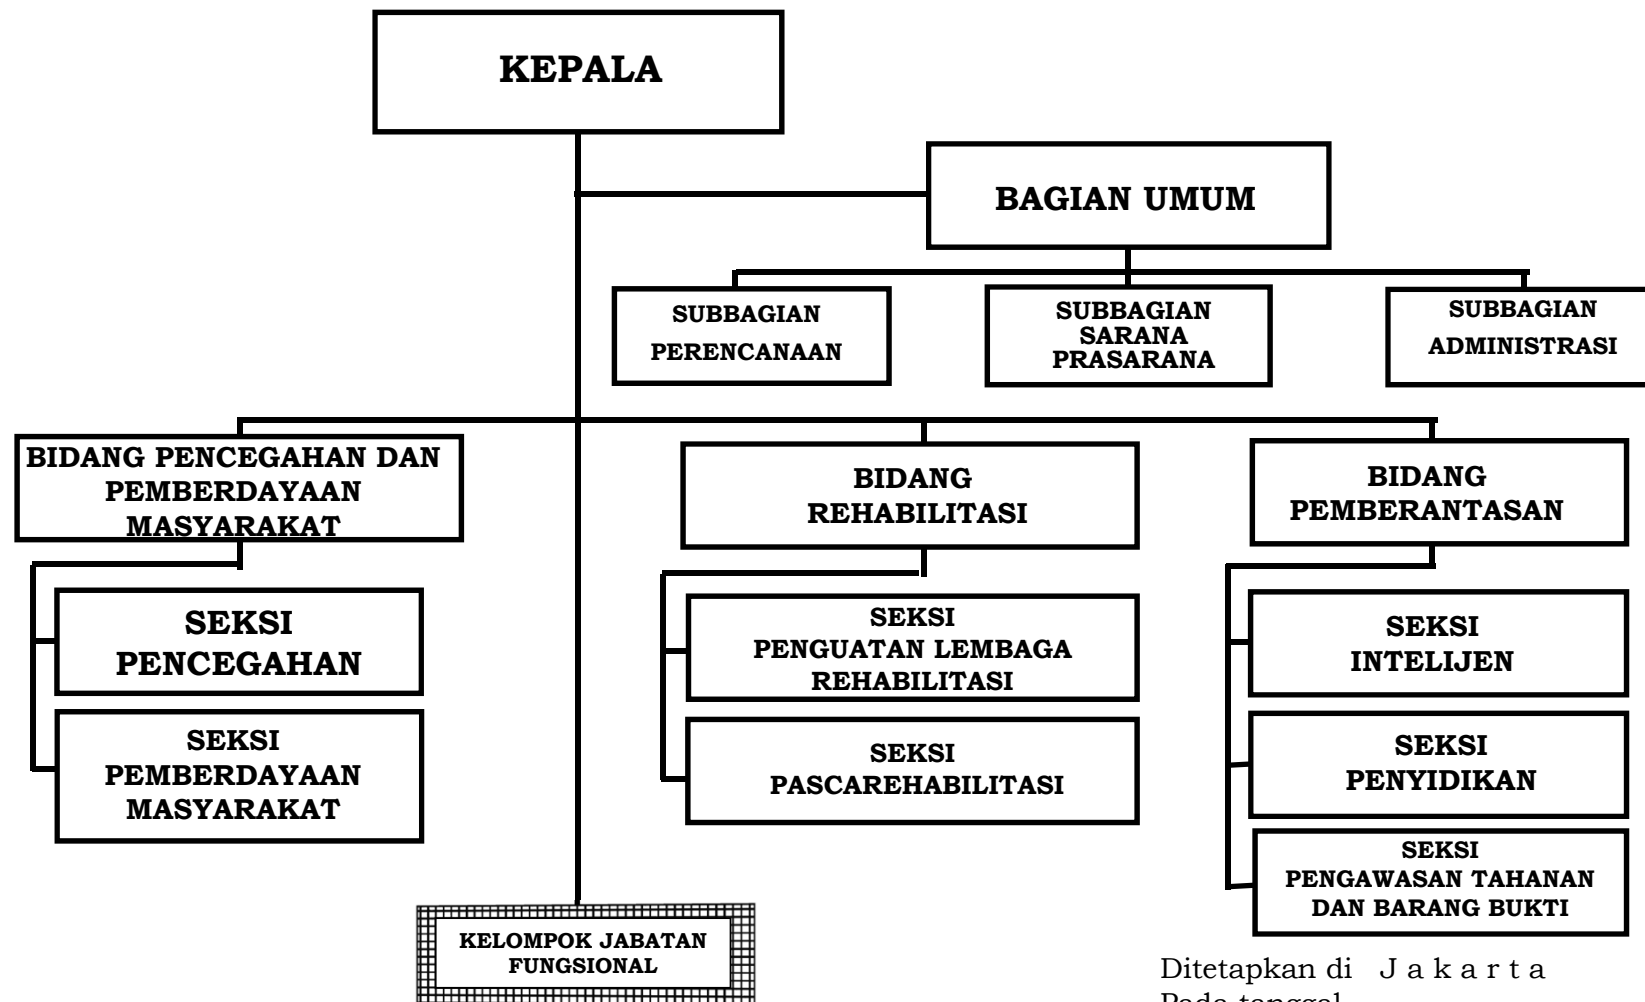 KEPALA
BAGIAN UMUM
SUBBAGIAN
PERENCANAAN
SUBBAGIAN
SARANA
PRASARANA
SUBBAGIAN
ADMINISTRASI
BIDANG PENCEGAHAN DAN
PEMBERDAYAAN
MASYARAKAT
BIDANG
REHABILITASI
BIDANG
PEMBERANTASAN
SEKSI
PENCEGAHAN
SEKSI
PEMBERDAYAAN
MASYARAKAT
SEKSI
PENGUATAN LEMBAGA
REHABILITASI
SEKSI
PASCAREHABILITASI
SEKSI
INTELIJEN
SEKSI
PENYIDIKAN
SEKSI
PENGAWASAN TAHANAN
DAN BARANG BUKTI
KELOMPOK JABATAN
FUNGSIONAL
Ditetapkan di J a k a r t a
Pada tanggal